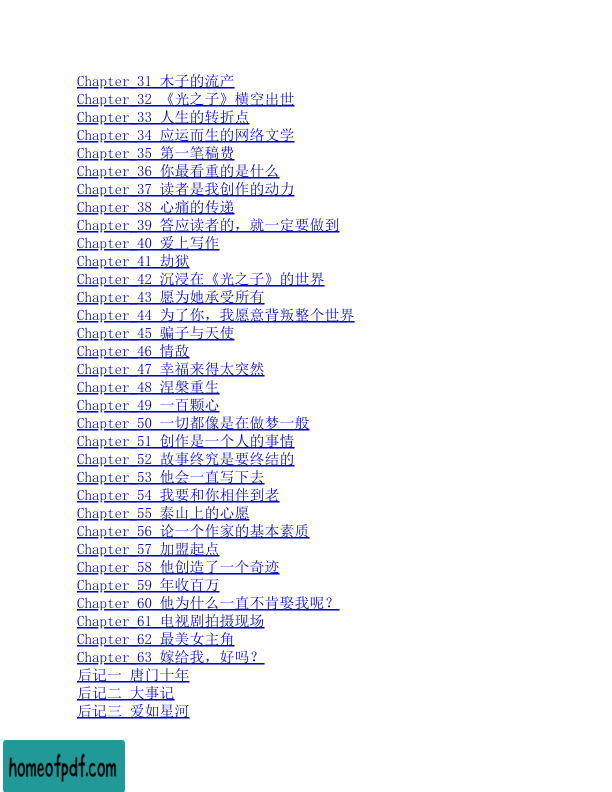 Chapter 31 木子的流产
Chapter 32 《光之子》横空出世
Chapter 33 人生的转折点
Chapter 34 应运而生的网络文学
Chapter 35 第一笔稿费
Chapter 36 你最看重的是什么
Chapter 37 读者是我创作的动力
Chapter 38 心痛的传递
Chapter 39 答应读者的，就一定要做到
Chapter 40 爱上写作
Chapter 41 劫狱
Chapter 42 沉浸在《光之子》的世界
Chapter 43 愿为她承受所有
Chapter 44 为了你，我愿意背叛整个世界
Chapter 45 骗子与天使
Chapter 46 情敌
Chapter 47 幸福来得太突然
Chapter 48 涅槃重生
Chapter 49 一百颗心
Chapter 50 一切都像是在做梦一般
Chapter 51 创作是一个人的事情
Chapter 52 故事终究是要终结的
Chapter 53 他会一直写下去
Chapter 54 我要和你相伴到老
Chapter 55 泰山上的心愿
Chapter 56 论一个作家的基本素质
Chapter 57 加盟起点
Chapter 58 他创造了一个奇迹
Chapter 59 年收百万
Chapter 60 他为什么一直不肯娶我呢？
Chapter 61 电视剧拍摄现场
Chapter 62 最美女主角
Chapter 63 嫁给我，好吗？
后记一 唐门十年
后记二 大事记
后记三 爱如星河
homeofpdf.com